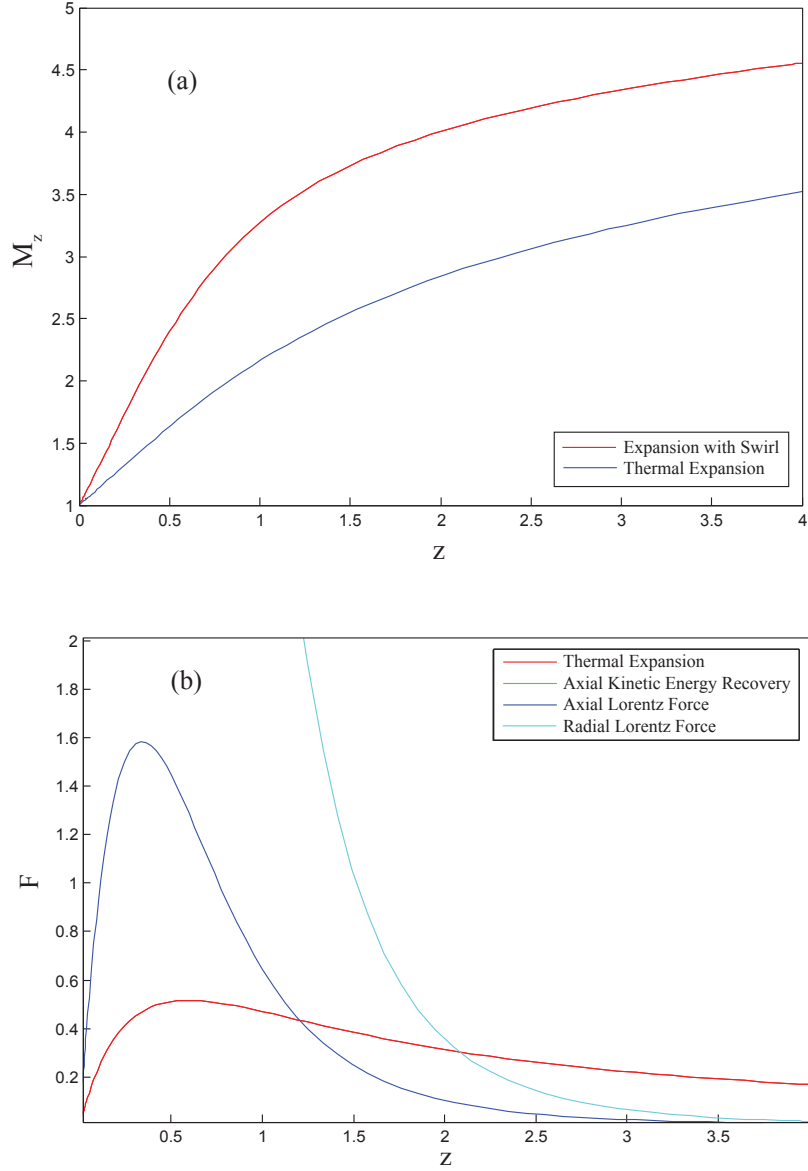 5
4.5
(a)
4
3.5
M_z
3
2.5
2
1.5
1
Expansion with Swirl
Thermal Expansion
0 0.5 1 1.5 2 2.5 3 3.5 4
z
2
(b)
1.8
1.6
1.4
1.2
1
F
0.8
0.6
0.4
0.2
Thermal Expansion
Axial Kinetic Energy Recovery
Axial Lorentz Force
Radial Lorentz Force
0.5 1 1.5 2 2.5 3 3.5
z